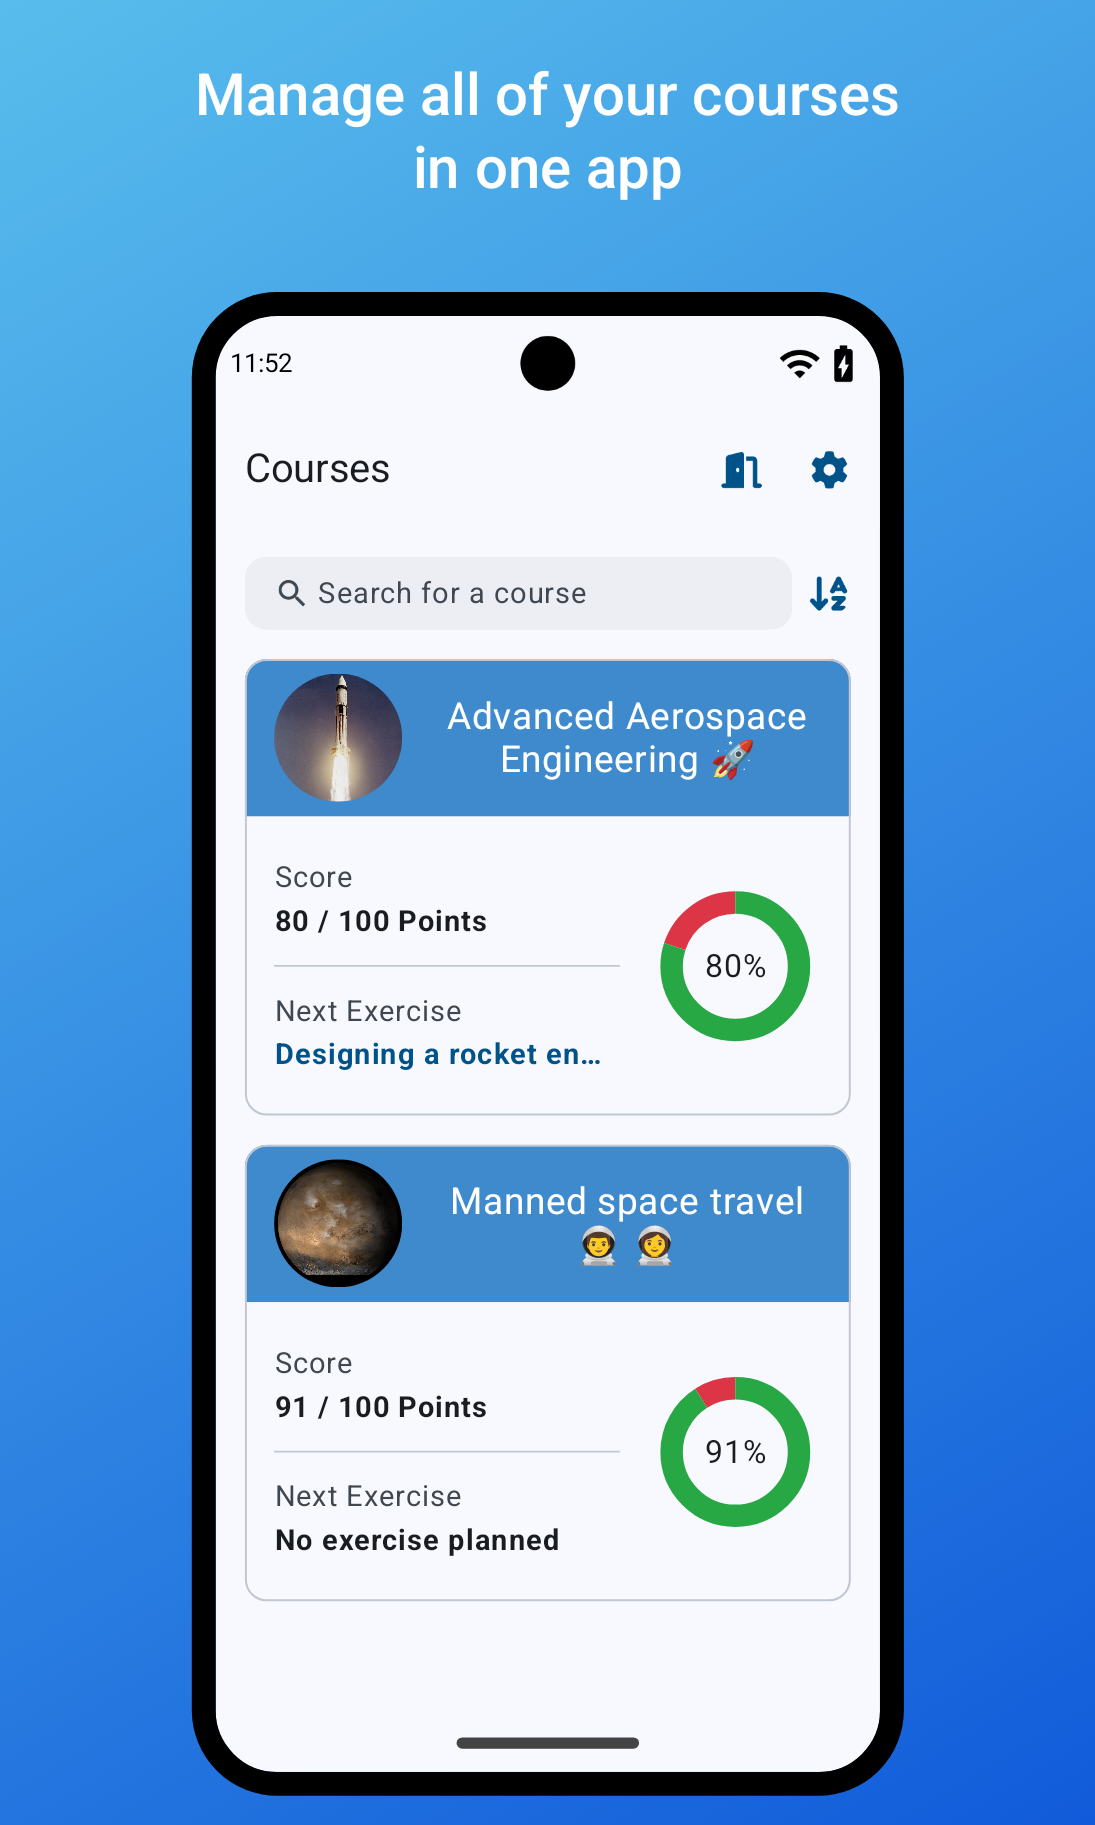 Manage all of your courses
in one app
11:52
Courses
Search for a course
A
Z
Advanced Aerospace
Engineering 🚀
Score
80 / 100 Points
80%
Next Exercise
Designing a rocket en...
Manned space travel
👨‍🚀 👩‍🚀
Score
91 / 100 Points
91%
Next Exercise
No exercise planned